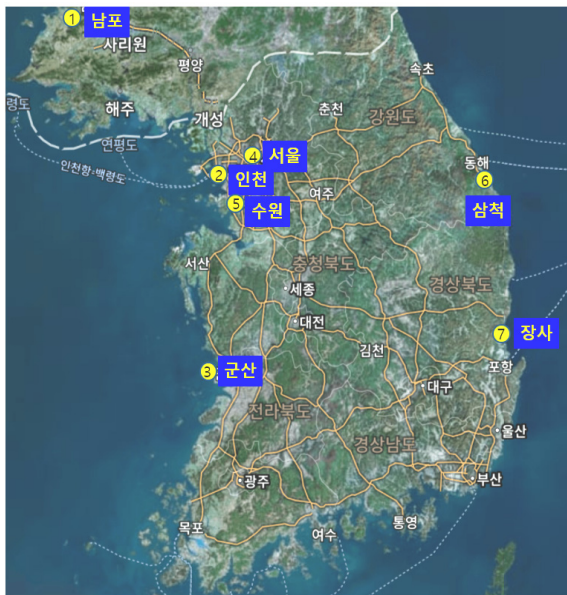 1 남포
사리원
평양
속초
령도
해주
개성
춘천
강원도
연평도
인천항-백령도
4 서울
동해
2 인천
여주
6
5 수원
삼척
서산
충청북도
세종
경상북도
대전
7 장사
김천
포항
3 군산
대구
전라북도
울산
경상남도
광주
부산
목포
여수
통영